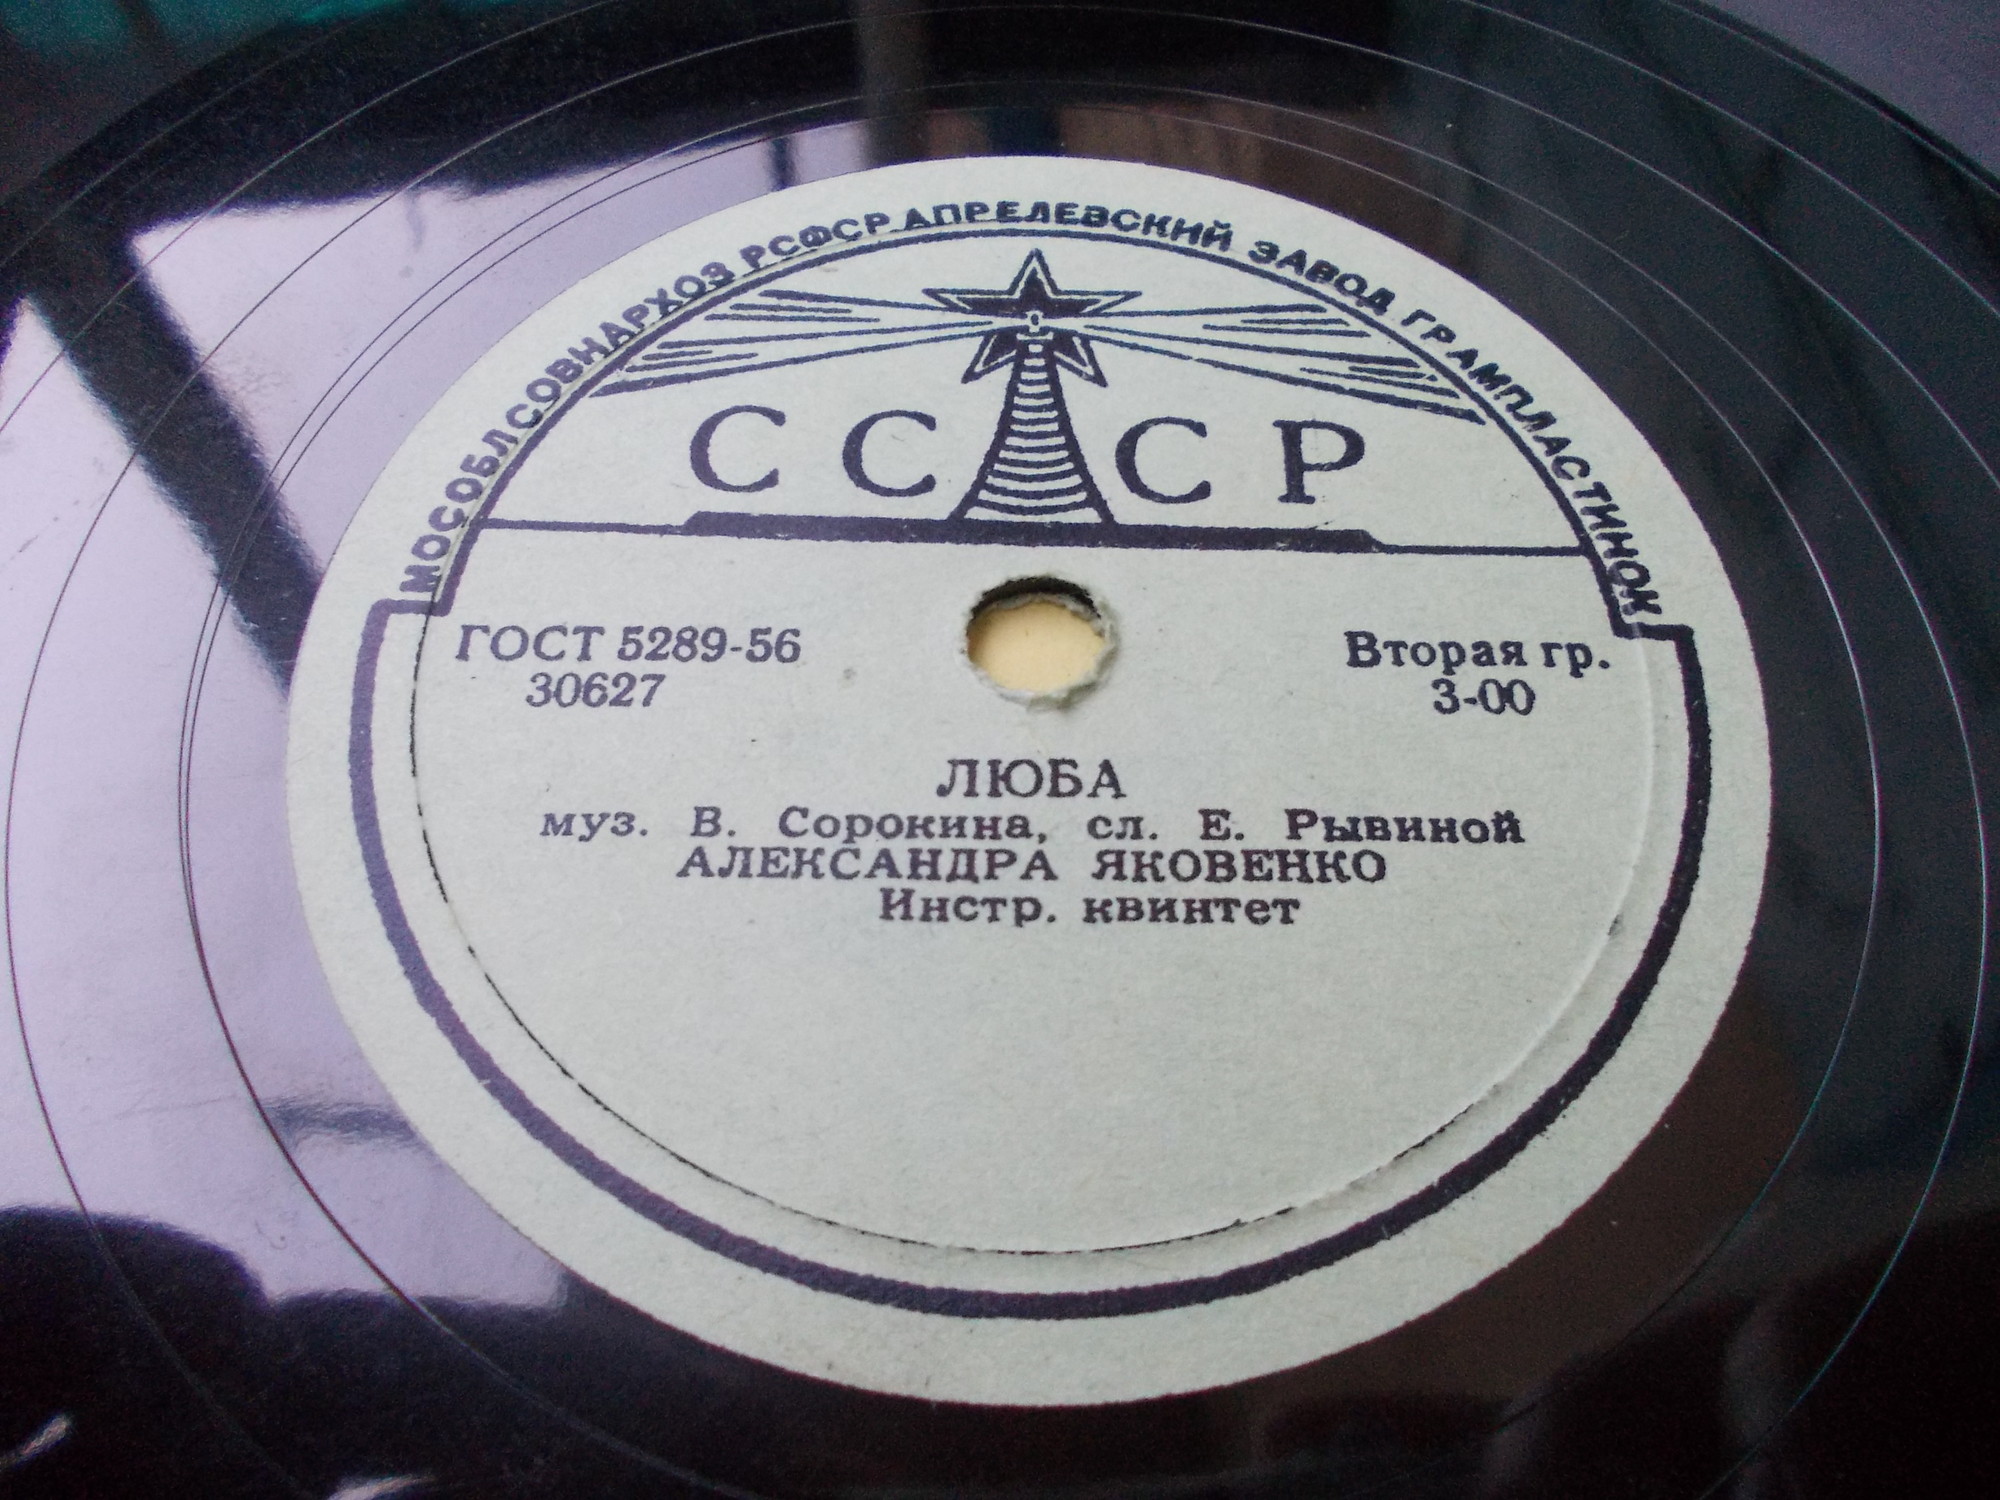 МОСОБЛСОВНАРХОЗ РСФСР АПРЕЛЕВСКИЙ ЗАВОД ГРАМПЛАСТИНОК
СССР
ГОСТ 5289-56
30627
Вторая гр.
3-00
ЛЮБА
муз. В. Сорокина, сл. Е. Рывиной
АЛЕКСАНДРА ЯКОВЕНКО
Инстр. квинтет